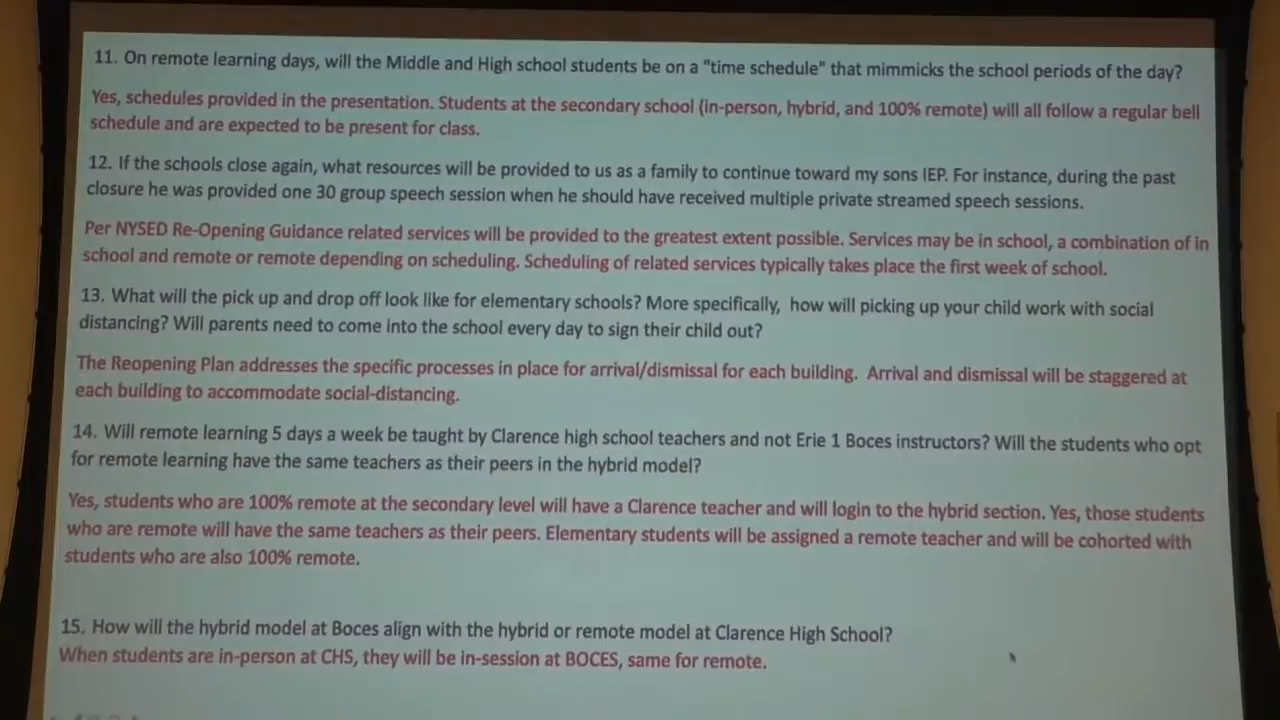 11. On remote learning days, will the Middle and High school students be on a "time schedule" that mimmicks the school periods of the day?
Yes, schedules provided in the presentation. Students at the secondary school (in-person, hybrid, and 100% remote) will all follow a regular bell
schedule and are expected to be present for class.
12. If the schools close again, what resources will be provided to us as a family to continue toward my sons IEP. For instance, during the past
closure he was provided one 30 group speech session when he should have received multiple private streamed speech sessions.
Per NYSED Re-Opening Guidance related services will be provided to the greatest extent possible. Services may be in school, a combination of in
school and remote or remote depending on scheduling. Scheduling of related services typically takes place the first week of school.
13. What will the pick up and drop off look like for elementary schools? More specifically, how will picking up your child work with social
distancing? Will parents need to come into the school every day to sign their child out?
The Reopening Plan addresses the specific processes in place for arrival/dismissal for each building. Arrival and dismissal will be staggered at
each building to accommodate social-distancing.
14. Will remote learning 5 days a week be taught by Clarence high school teachers and not Erie 1 Boces instructors? Will the students who opt
for remote learning have the same teachers as their peers in the hybrid model?
Yes, students who are 100% remote at the secondary level will have a Clarence teacher and will login to the hybrid section. Yes, those students
who are remote will have the same teachers as their peers. Elementary students will be assigned a remote teacher and will be cohorted with
students who are also 100% remote.
15. How will the hybrid model at Boces align with the hybrid or remote model at Clarence High School?
When students are in-person at CHS, they will be in-session at BOCES, same for remote.